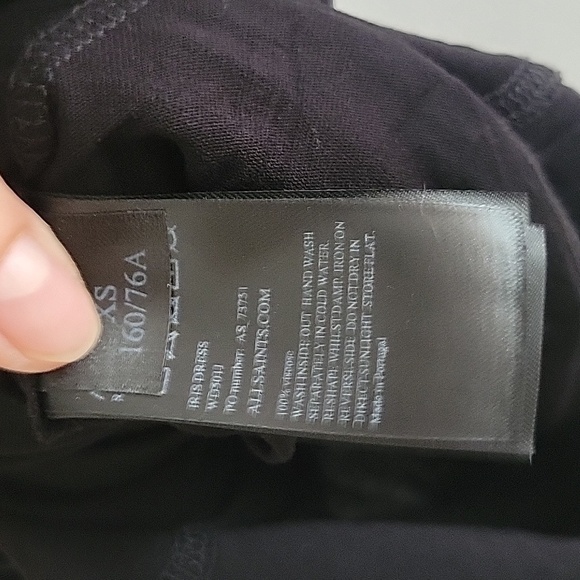 XS
160/76A
IRIS DRESS
WD301J
PO number: AS_73751
ALLSAINTS.COM
100% viscose
WASH INSIDE OUT HAND WASH
SEPARATELY IN COLD WATER.
RESHAPE WHILST DAMP. IRON ON
REVERSE SIDE. DO NOT DRY IN
DIRECT SUNLIGHT. STORE FLAT.
Made in Portugal